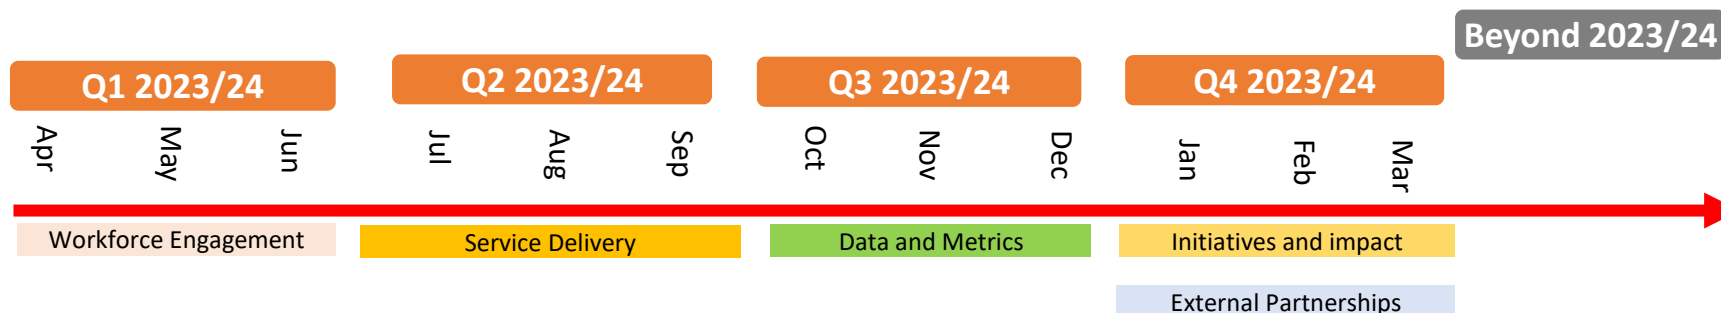 Beyond 2023/24
Q1 2023/24
Q2 2023/24
Q3 2023/24
Q4 2023/24
Apr
May
Jun
Jul
Aug
Sep
Oct
Nov
Dec
Jan
Feb
Mar
Workforce Engagement
Service Delivery
Data and Metrics
Initiatives and impact
External Partnerships